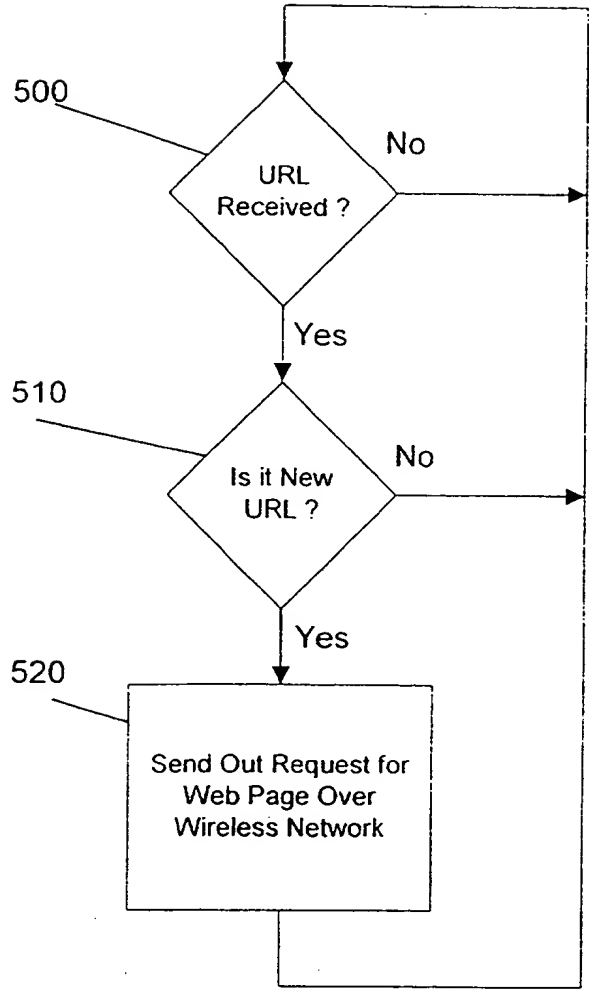 500
No
URL
Received ?
Yes
510
No
Is it New
URL ?
Yes
520
Send Out Request for
Web Page Over
Wireless Network